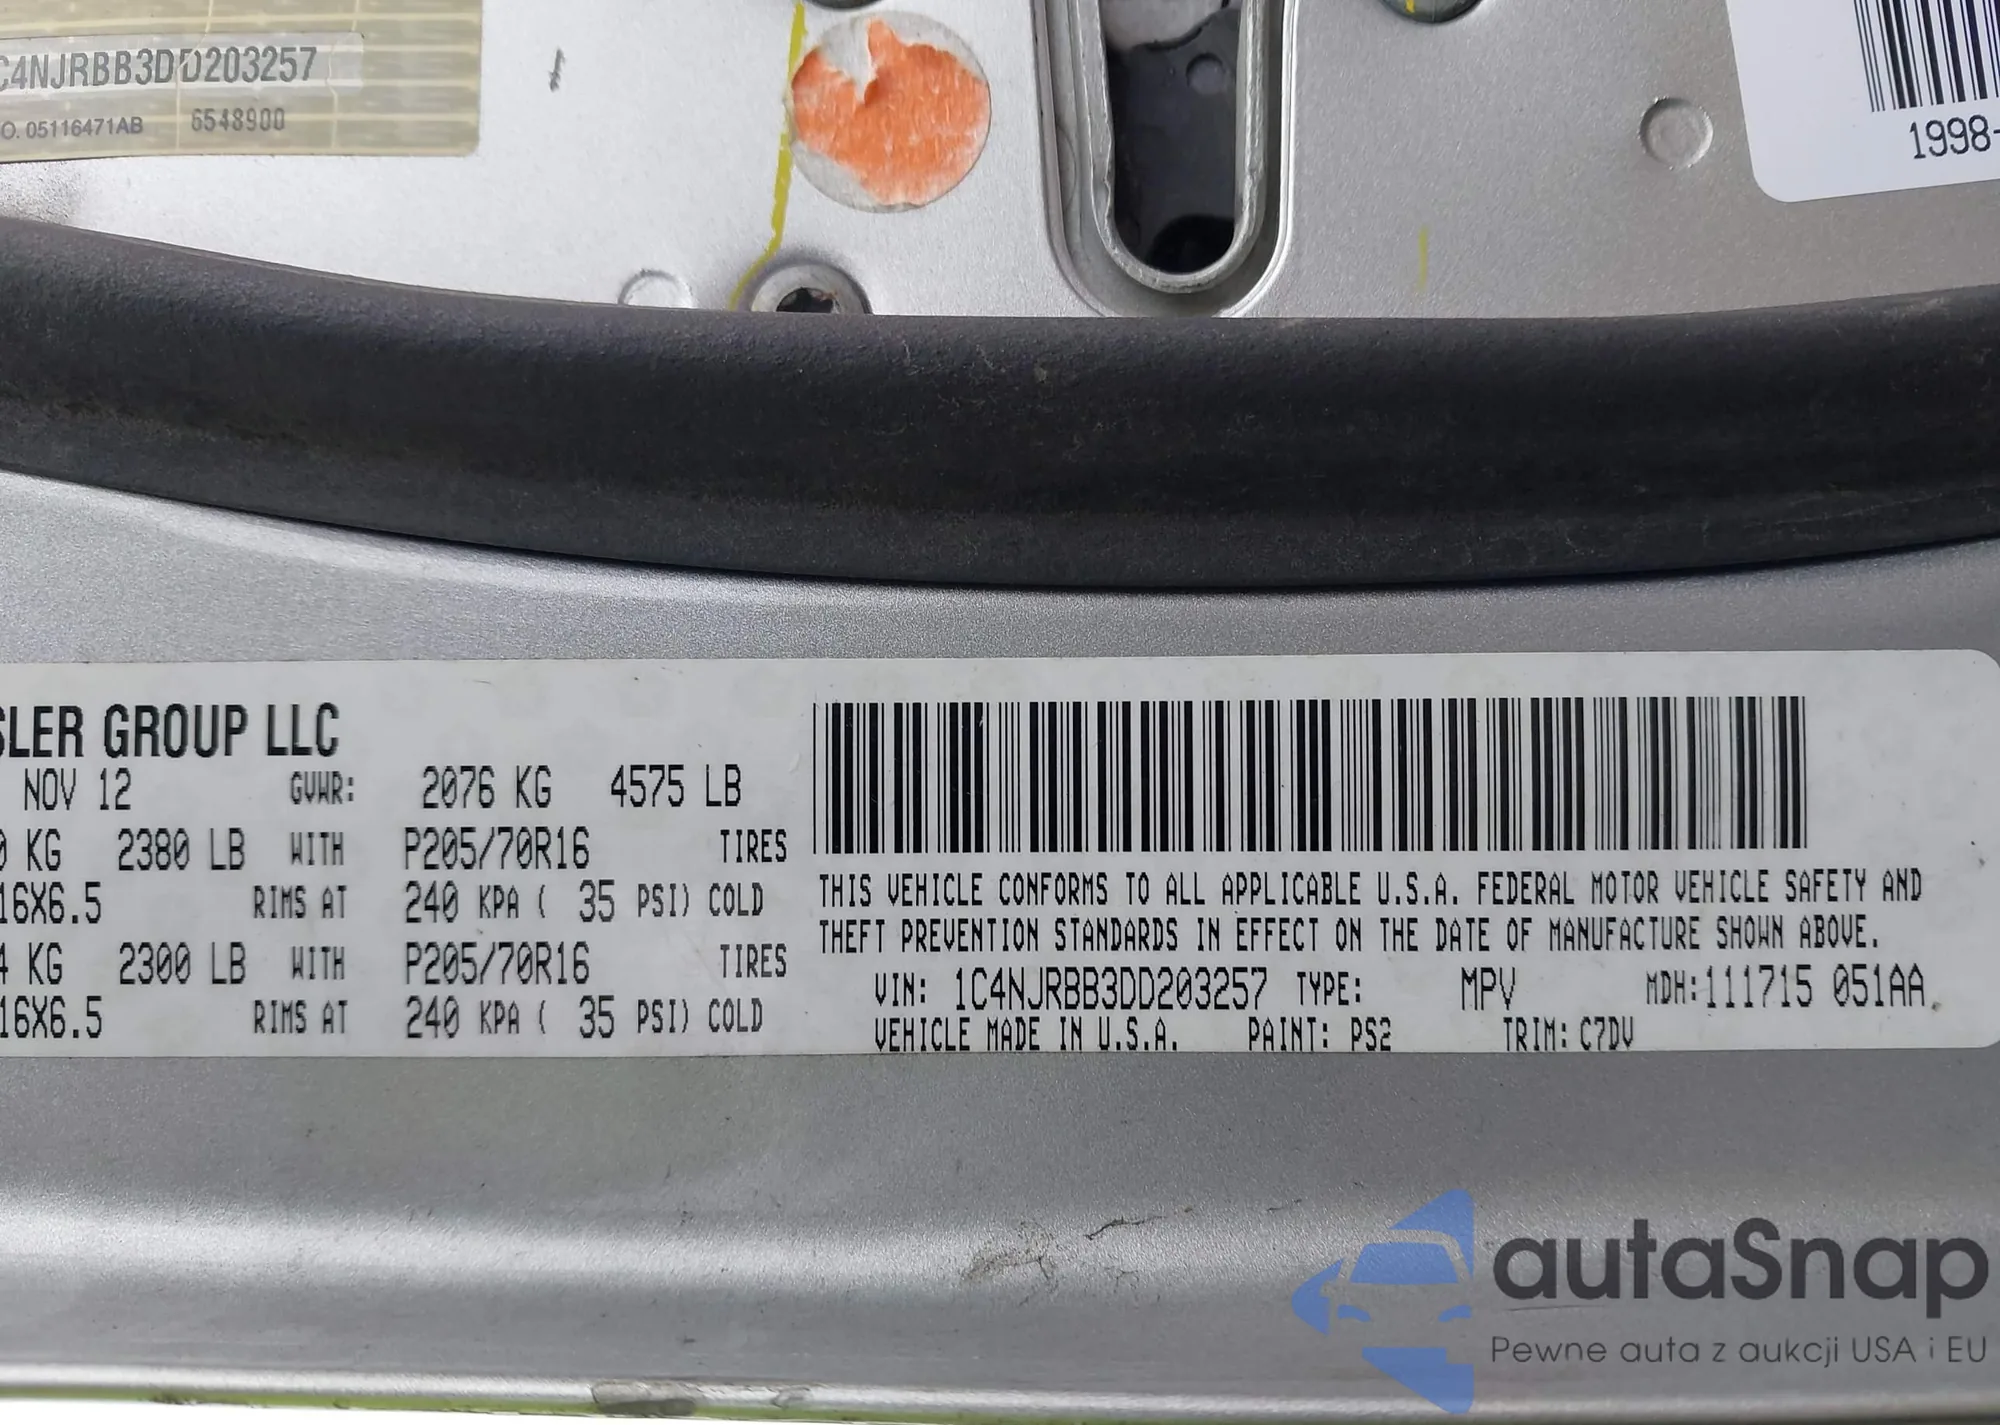 C4NJRBB3DD203257
O. 05116471AB 6548900
1998-
SLER GROUP LLC
NOV 12 GVWR: 2076 KG 4575 LB
0 KG 2380 LB WITH P205/70R16 TIRES
16X6.5 RIMS AT 240 KPA ( 35 PSI) COLD
4 KG 2300 LB WITH P205/70R16 TIRES
16X6.5 RIMS AT 240 KPA ( 35 PSI) COLD
THIS VEHICLE CONFORMS TO ALL APPLICABLE U.S.A. FEDERAL MOTOR VEHICLE SAFETY AND
THEFT PREVENTION STANDARDS IN EFFECT ON THE DATE OF MANUFACTURE SHOWN ABOVE.
VIN: 1C4NJRBB3DD203257 TYPE: MPV MDH:111715 051AA
VEHICLE MADE IN U.S.A. PAINT: PS2 TRIM: C7DV
autaSnap
Pewne auta z aukcji USA i EU